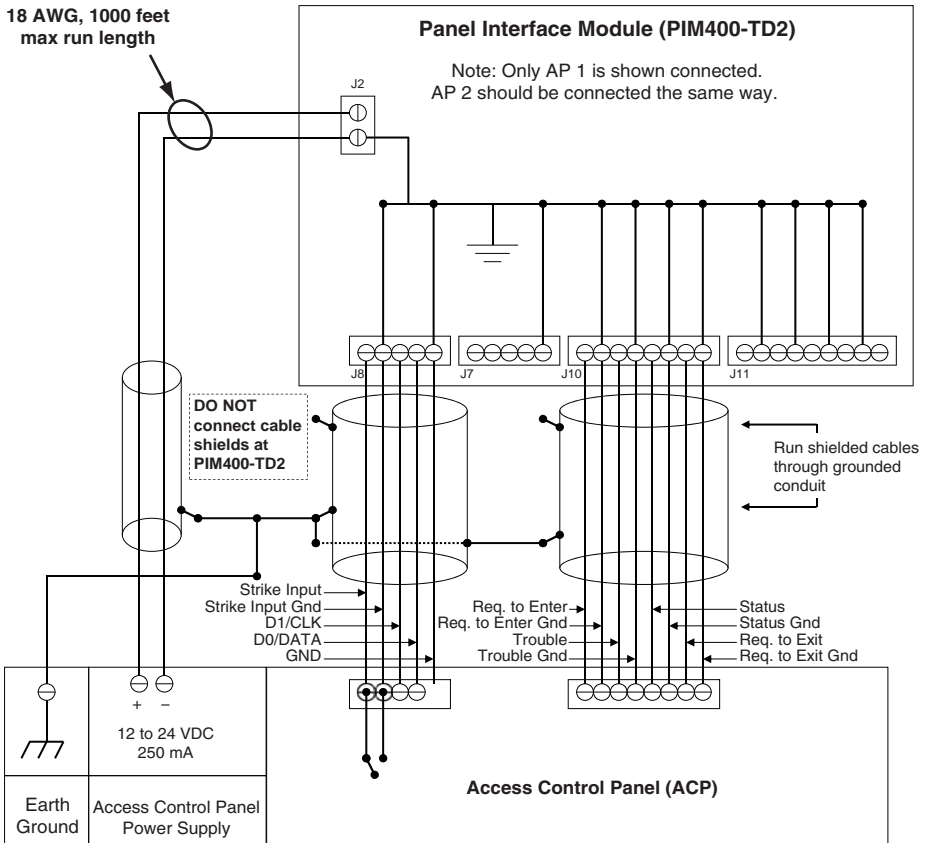 18 AWG, 1000 feet
max run length
Panel Interface Module (PIM400-TD2)
Note: Only AP 1 is shown connected.
AP 2 should be connected the same way.
J2
J8
J7
J10
J11
DO NOT
connect cable
shields at
PIM400-TD2
Run shielded cables
through grounded
conduit
Strike Input
Strike Input Gnd
D1/CLK
D0/DATA
GND
Req. to Enter
Req. to Enter Gnd
Trouble
Trouble Gnd
Status
Status Gnd
Req. to Exit
Req. to Exit Gnd
+ −
12 to 24 VDC
250 mA
Earth
Ground
Access Control Panel
Power Supply
Access Control Panel (ACP)